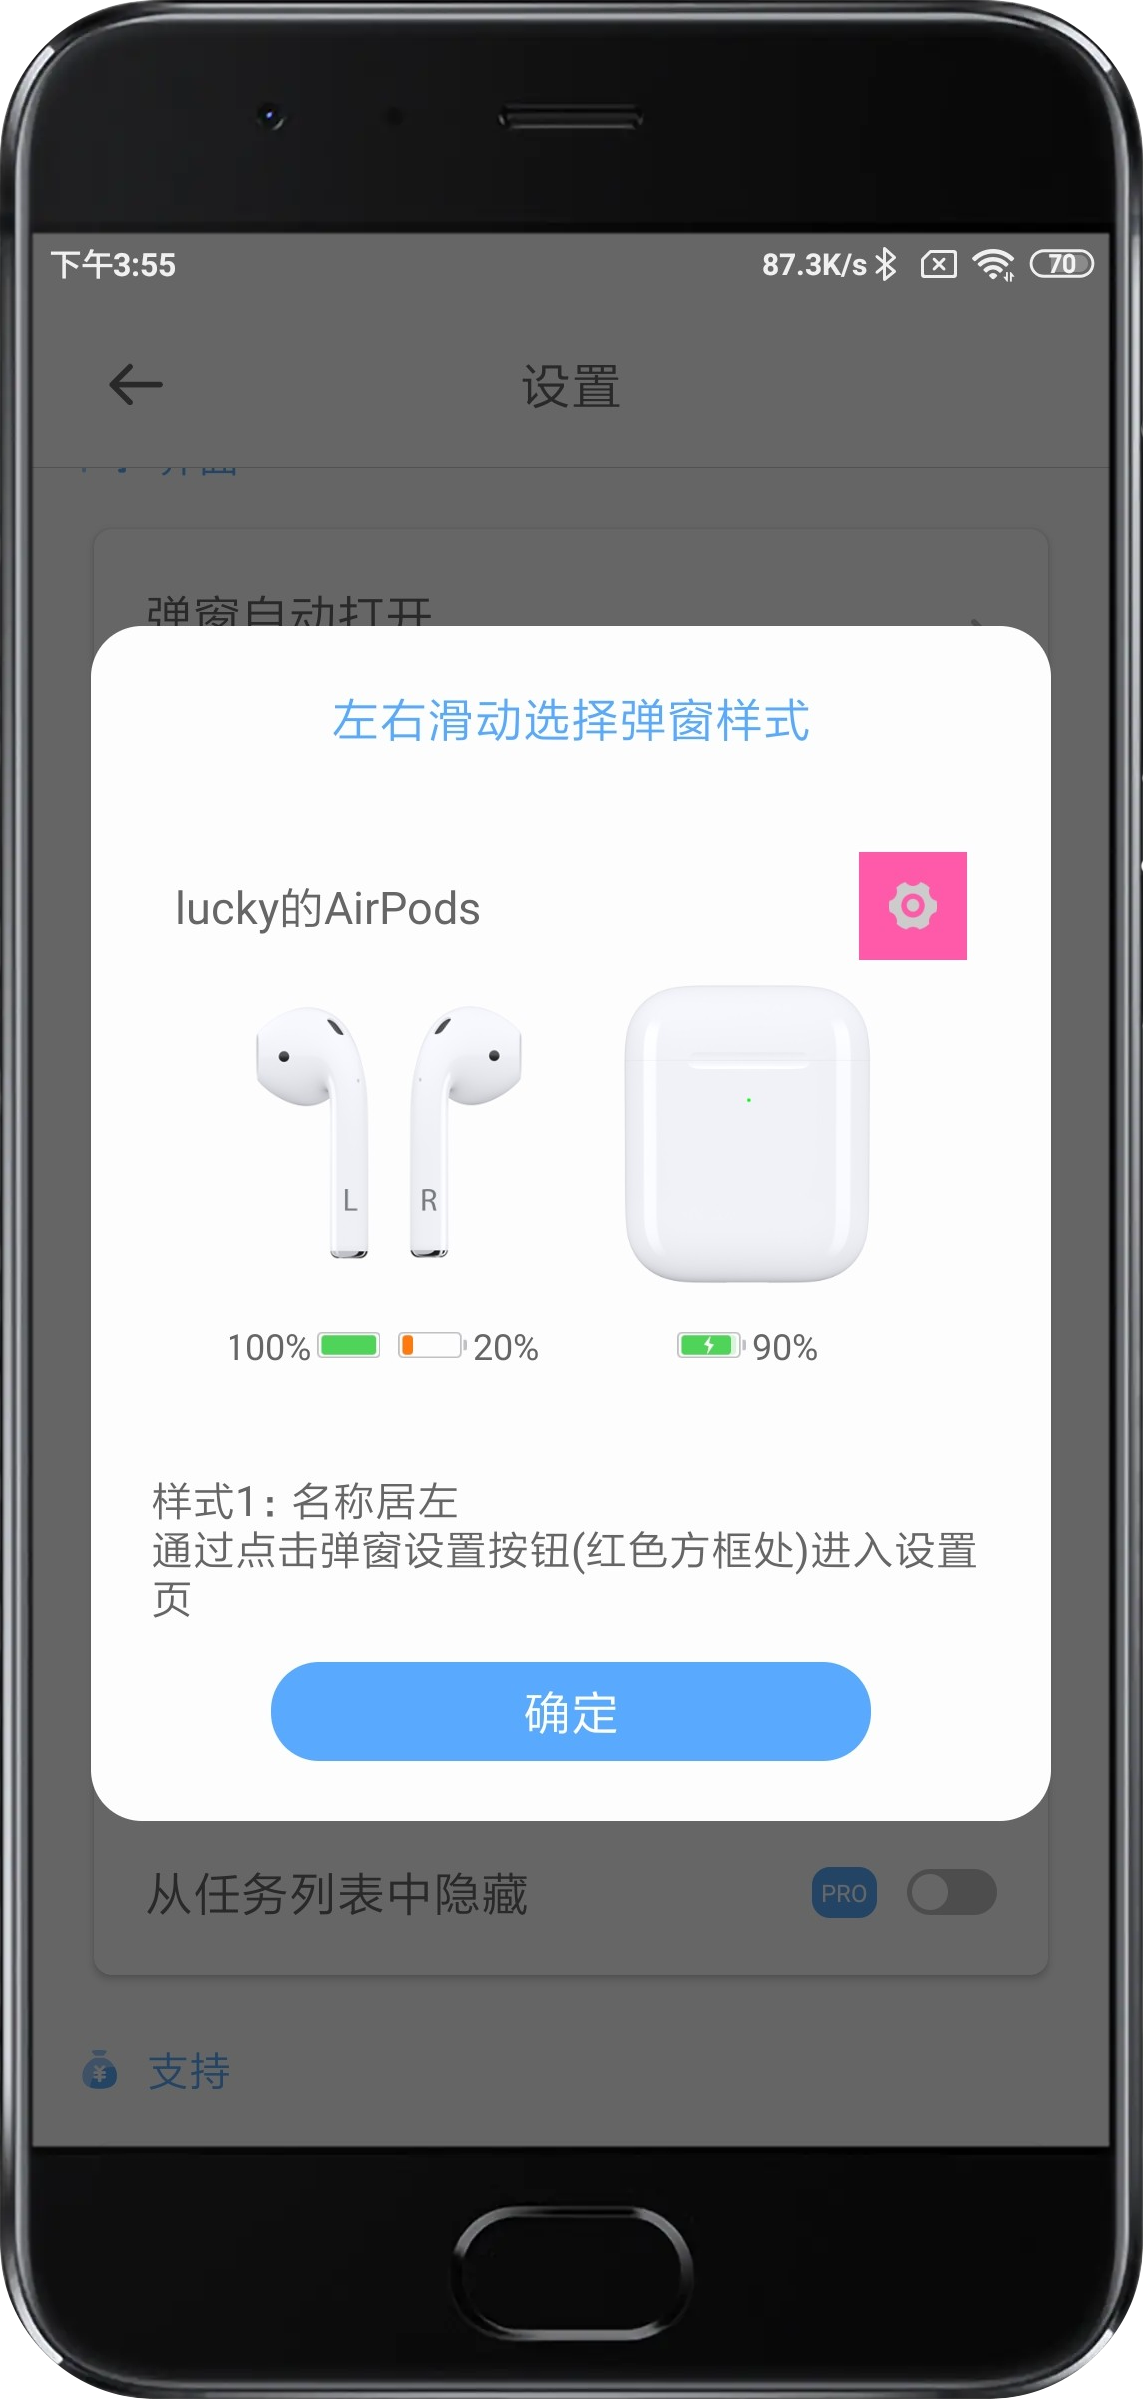 下午3:55
87.3K/s
70
设置
弹窗自动打开
左右滑动选择弹窗样式
lucky的AirPods
L
R
100%
20%
90%
样式1：名称居左
通过点击弹窗设置按钮(红色方框处)进入设置
页
确定
从任务列表中隐藏
PRO
支持